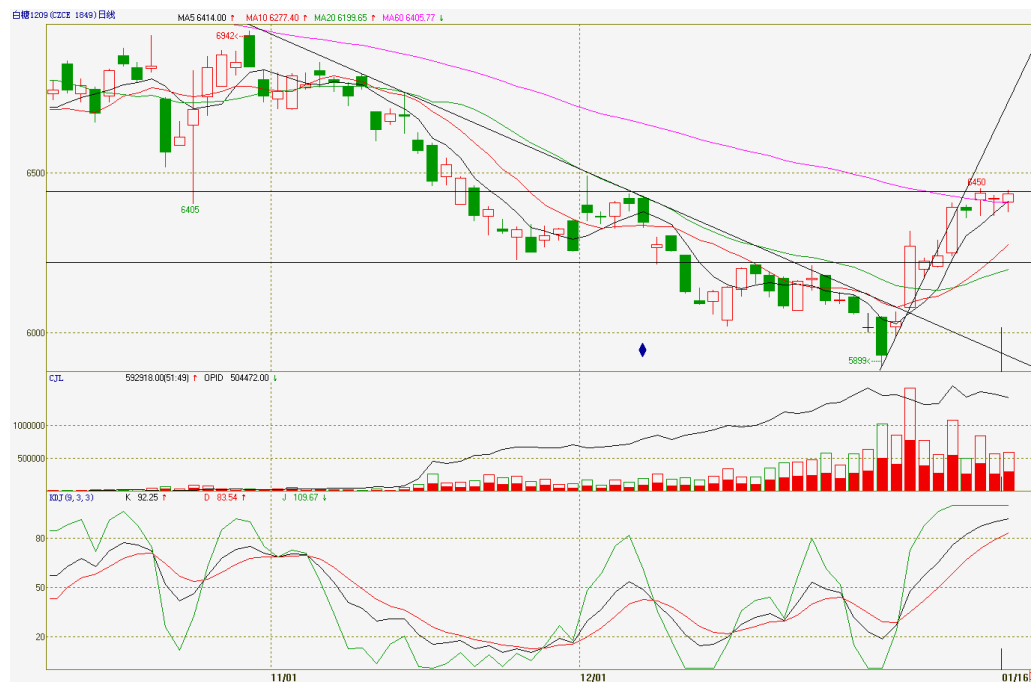 白糖1209(CZCE 1849)日线 MA5 6414.00 ↑ MA10 6277.40 ↑ MA20 6199.65 ↑ MA60 6405.77 ↓
6942
6500
6450
6405
6000
5899
CJL 592918.00(51:49) ↑ OPID 504472.00 ↓
1000000
500000
KDJ(9,3,3) K 92.25 ↑ D 83.54 ↑ J 109.67 ↓
80
50
20
11/01 12/01 01/16